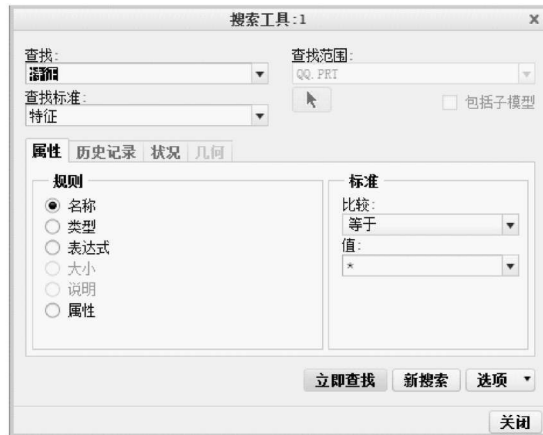 搜索工具:1
x
查找:
特征
查找范围:
QQ.PRT
查找标准:
特征
包括子模型
属性 历史记录 状况 几何
规则
名称
类型
表达式
大小
说明
属性
标准
比较:
等于
值:
*
立即查找 新搜索 选项
关闭